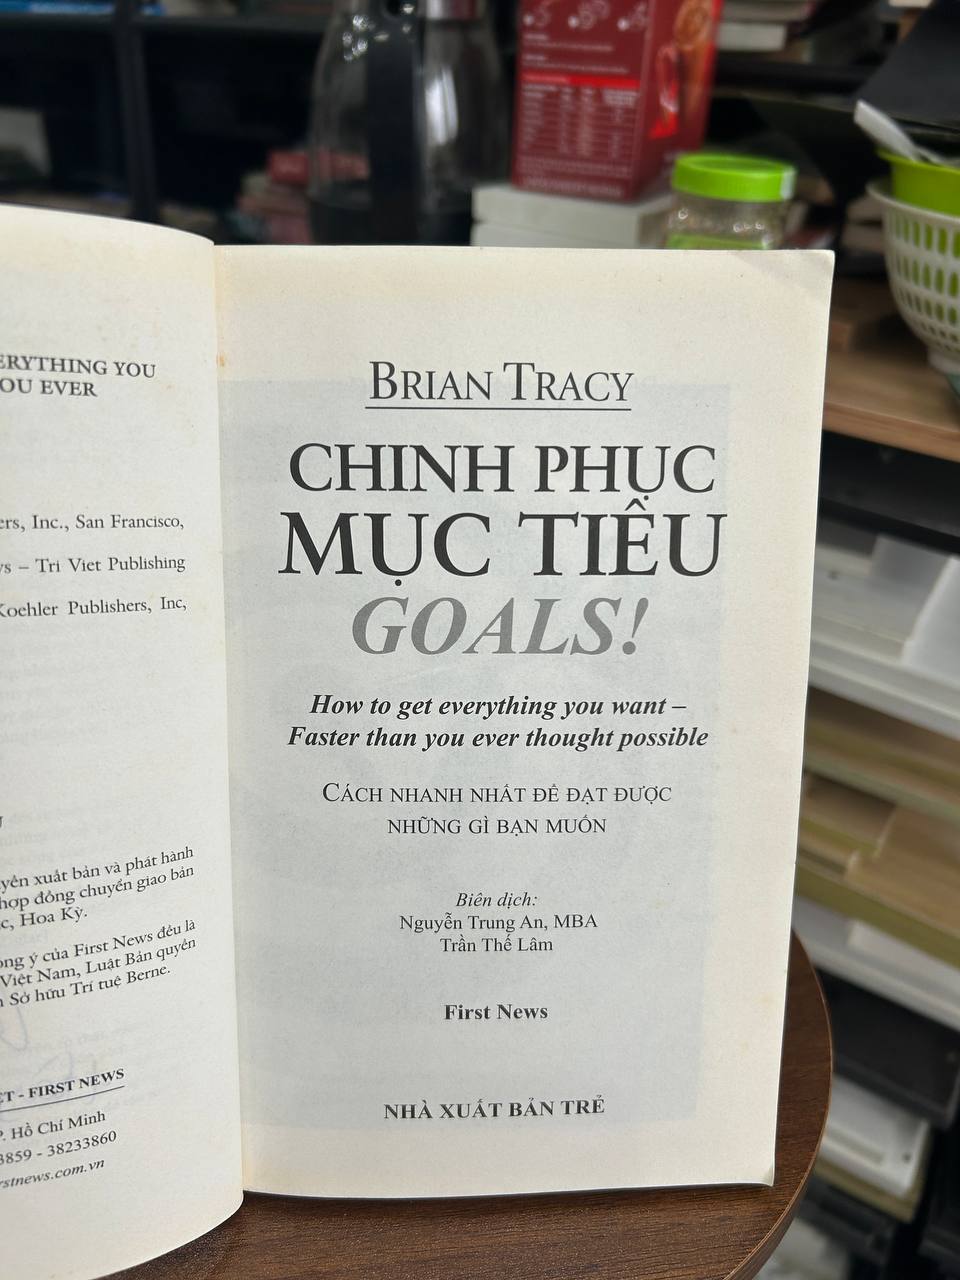 ERYTHING YOU
OU EVER
ers, Inc., San Francisco,
ws – Tri Viet Publishing
Koehler Publishers, Inc,
yền xuất bản và phát hành
hợp đồng chuyển giao bản
c, Hoa Kỳ.
ng ý của First News đều là
Việt Nam, Luật Bản quyền
Sở hữu Trí tuệ Berne.
ỆT - FIRST NEWS
P. Hồ Chí Minh
3859 - 38233860
rstnews.com.vn
BRIAN TRACY
CHINH PHỤC
MỤC TIÊU
GOALS!
How to get everything you want –
Faster than you ever thought possible
CÁCH NHANH NHẤT ĐỂ ĐẠT ĐƯỢC
NHỮNG GÌ BẠN MUỐN
Biên dịch:
Nguyễn Trung An, MBA
Trần Thế Lâm
First News
NHÀ XUẤT BẢN TRẺ